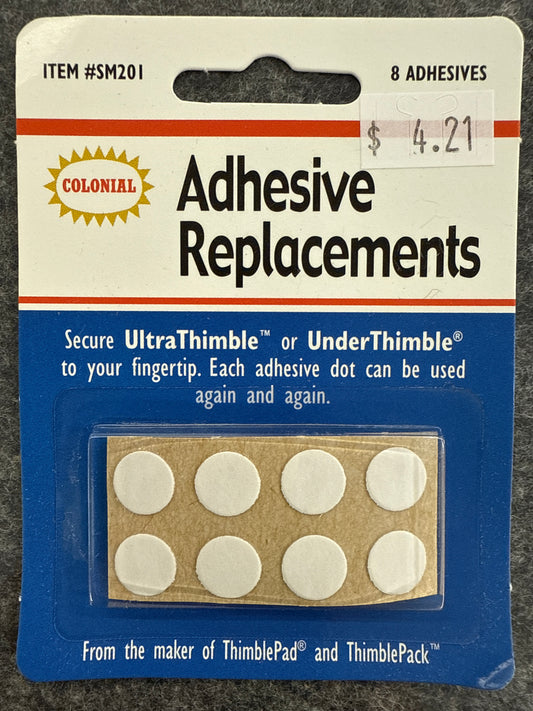 ITEM #SM201
8 ADHESIVES
$ 4.21
COLONIAL
Adhesive
Replacements
Secure UltraThimble™ or UnderThimble®
to your fingertip. Each adhesive dot can be used
again and again.
From the maker of ThimblePad® and ThimblePack™